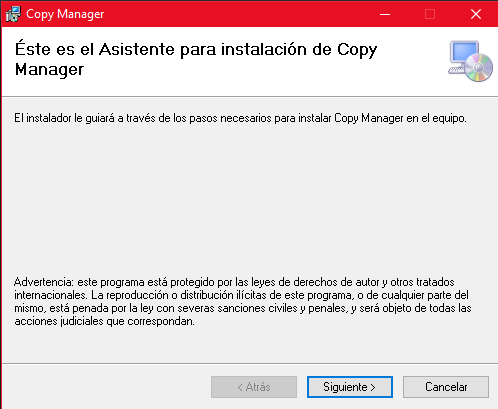 Copy Manager
Éste es el Asistente para instalación de Copy
Manager
El instalador le guiará a través de los pasos necesarios para instalar Copy Manager en el equipo.
Advertencia: este programa está protegido por las leyes de derechos de autor y otros tratados
internacionales. La reproducción o distribución ilícitas de este programa, o de cualquier parte del
mismo, está penada por la ley con severas sanciones civiles y penales, y será objeto de todas las
acciones judiciales que correspondan.
< Atrás
Siguiente >
Cancelar